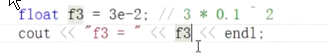 float f3 = 3e-2; // 3 * 0.1 ^ 2
cout << "f3 = " << f3 << endl;